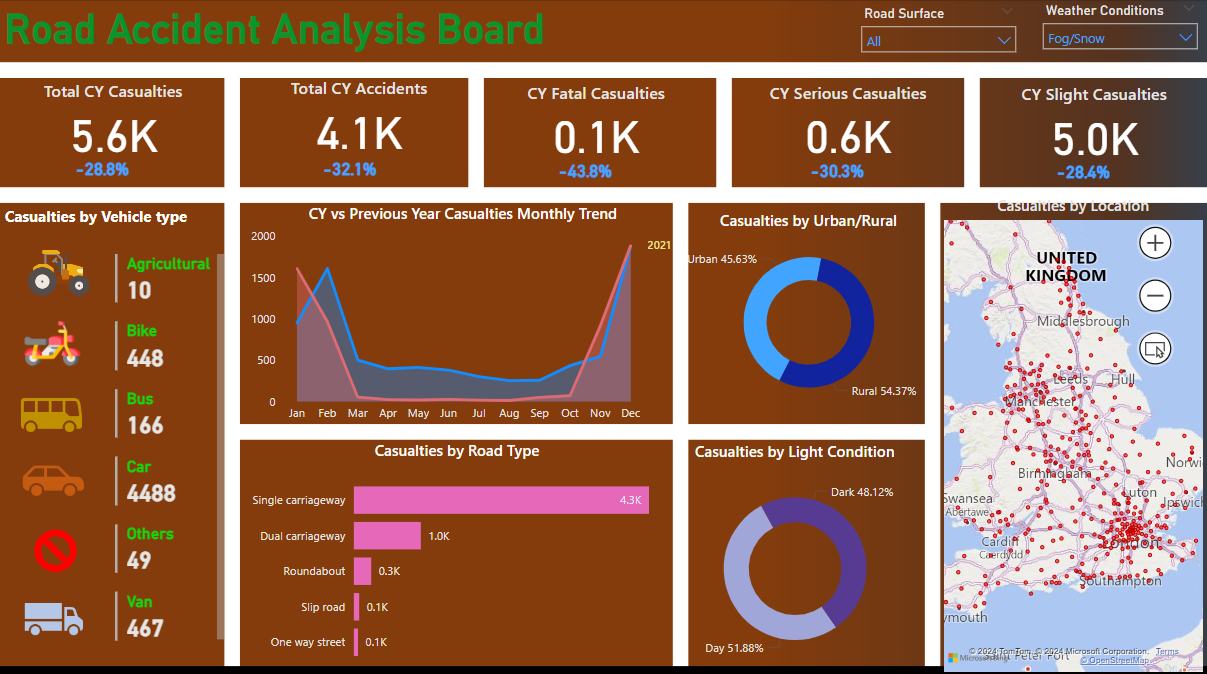 Road Accident Analysis Board
Road Surface
All
Weather Conditions
Fog/Snow
Total CY Casualties
5.6K
-28.8%
Total CY Accidents
4.1K
-32.1%
CY Fatal Casualties
0.1K
-43.8%
CY Serious Casualties
0.6K
-30.3%
CY Slight Casualties
5.0K
-28.4%
Casualties by Vehicle type
Agricultural
10
Bike
448
Bus
166
Car
4488
Others
49
Van
467
CY vs Previous Year Casualties Monthly Trend
2000
1500
1000
500
0
2021
Jan Feb Mar Apr May Jun Jul Aug Sep Oct Nov Dec
Casualties by Road Type
Single carriageway 4.3K
Dual carriageway 1.0K
Roundabout 0.3K
Slip road 0.1K
One way street 0.1K
Casualties by Urban/Rural
Urban 45.63%
Rural 54.37%
Casualties by Light Condition
Dark 48.12%
Day 51.88%
Casualties by Location
UNITED
KINGDOM
Middlesbrough
Leeds
Hull
Manchester
Norwi
Birmingham
Swansea
Abertawe
Luton
Ipswich
Cardiff
Caerdydd
London
Southampton
ymouth
Saint Peter Port
© 2024 TomTom, © 2024 Microsoft Corporation, Terms
© OpenStreetMap